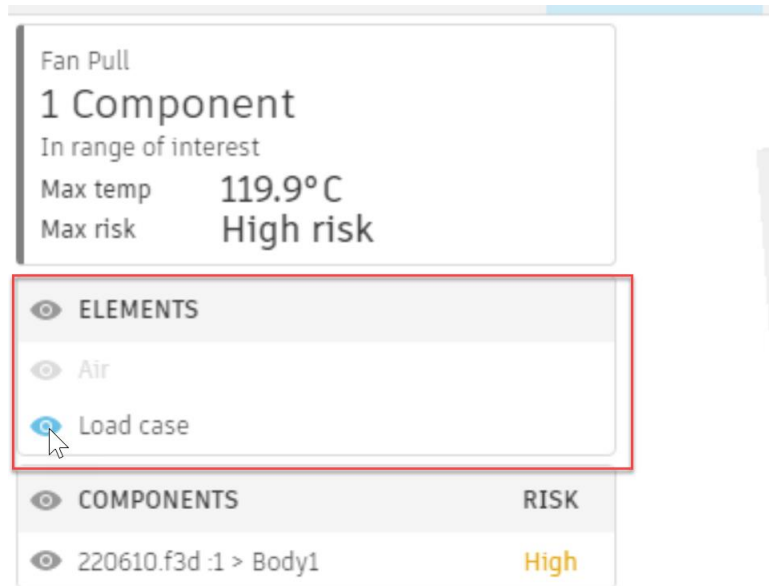 Fan Pull
1 Component
In range of interest
Max temp 119.9°C
Max risk High risk
ELEMENTS
Air
Load case
COMPONENTS RISK
220610.f3d :1 > Body1 High